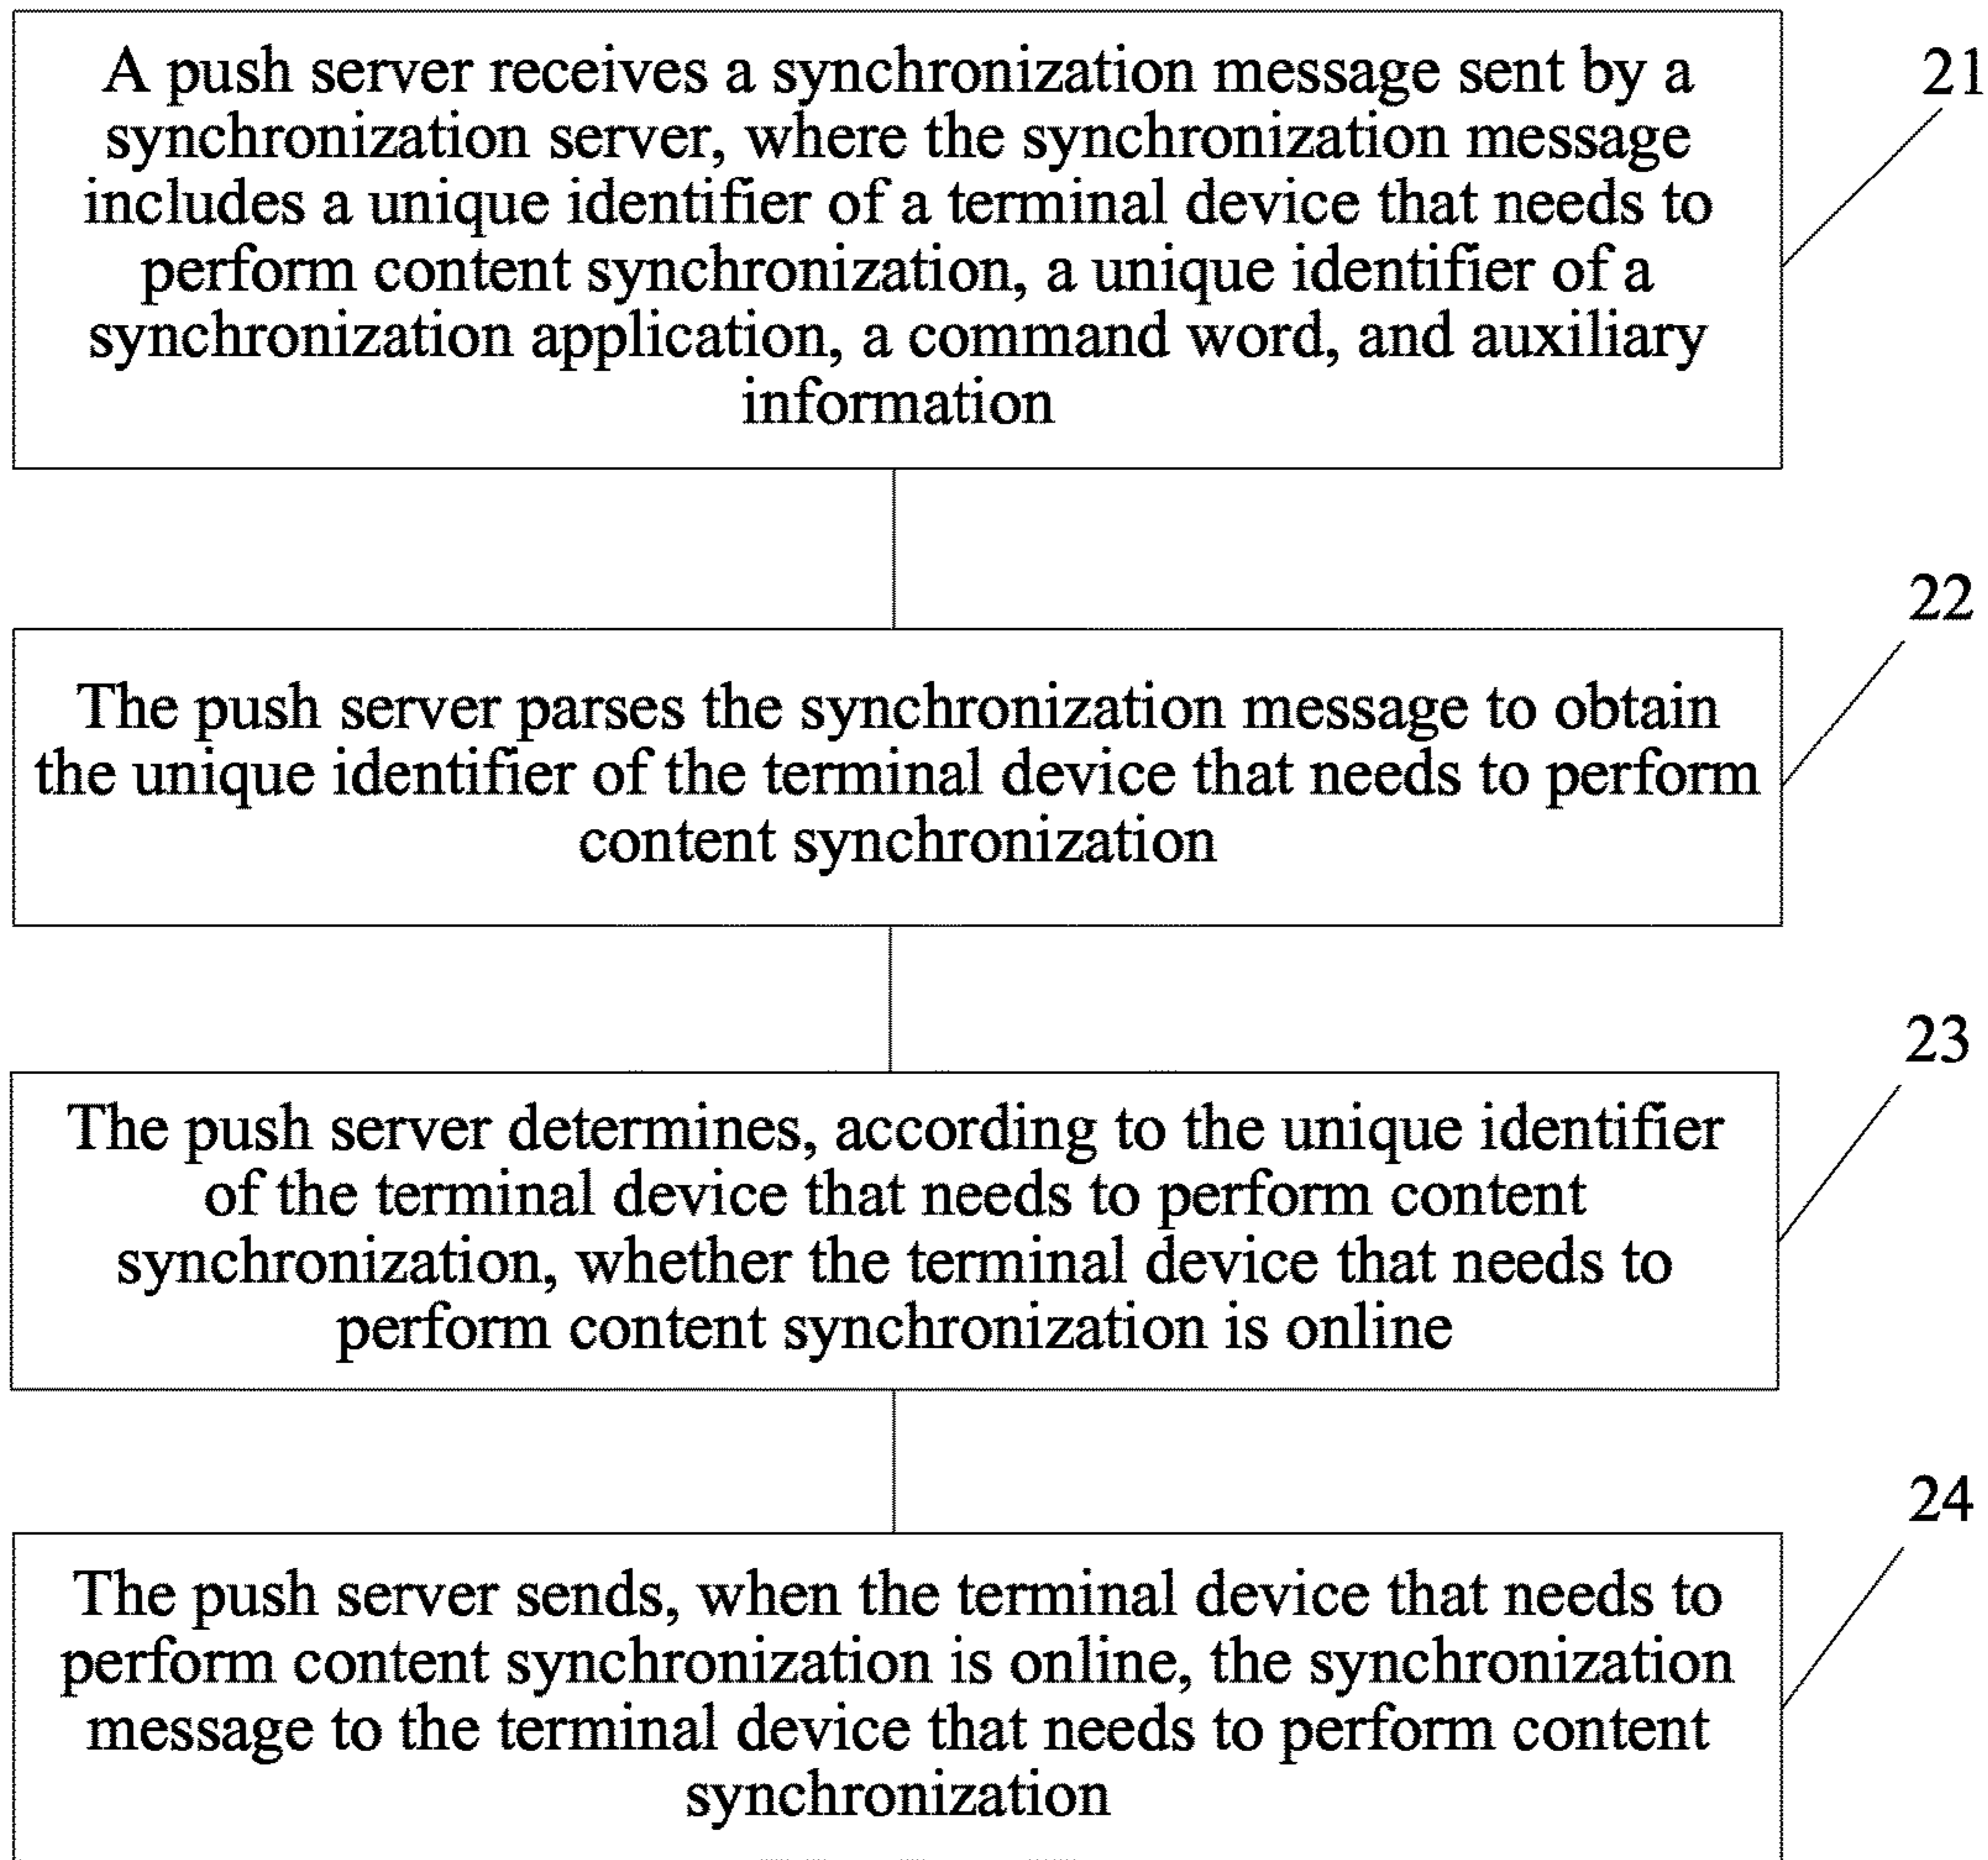 A push server receives a synchronization message sent by a
synchronization server, where the synchronization message
includes a unique identifier of a terminal device that needs to
perform content synchronization, a unique identifier of a
synchronization application, a command word, and auxiliary
information
21
The push server parses the synchronization message to obtain
the unique identifier of the terminal device that needs to perform
content synchronization
22
The push server determines, according to the unique identifier
of the terminal device that needs to perform content
synchronization, whether the terminal device that needs to
perform content synchronization is online
23
The push server sends, when the terminal device that needs to
perform content synchronization is online, the synchronization
message to the terminal device that needs to perform content
synchronization
24